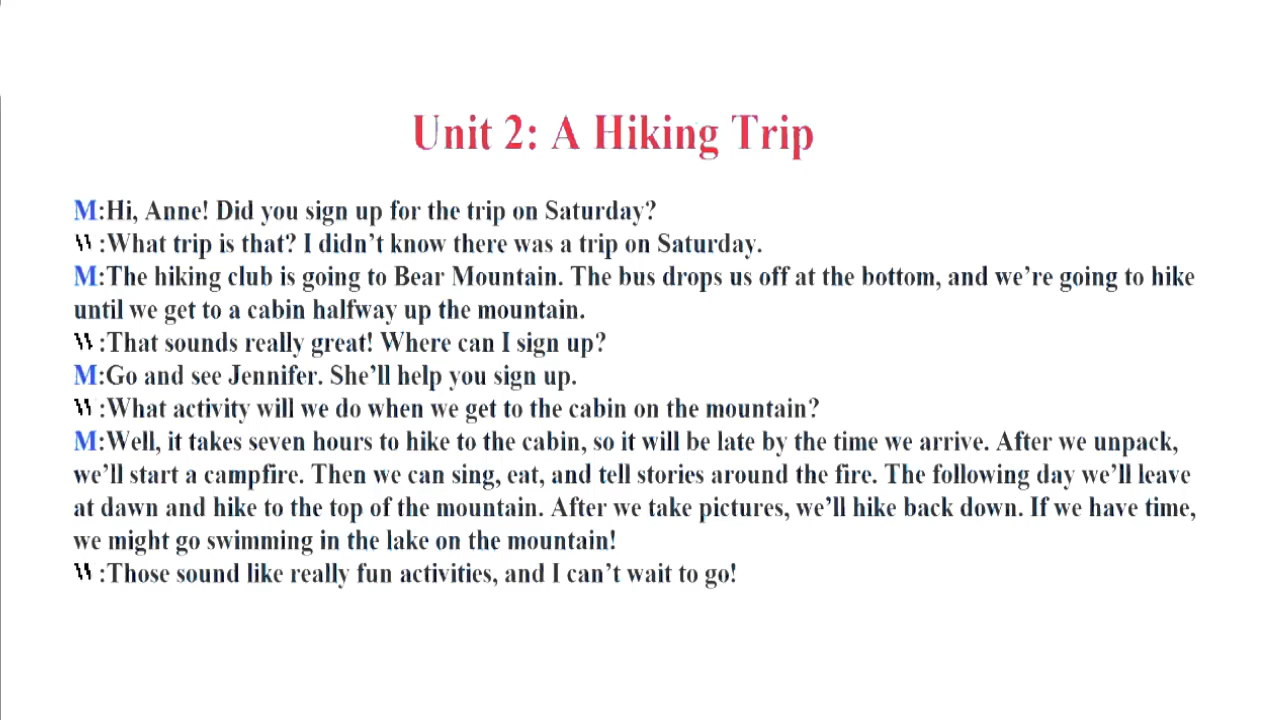 Unit 2: A Hiking Trip
M:Hi, Anne! Did you sign up for the trip on Saturday?
:What trip is that? I didn't know there was a trip on Saturday.
M:The hiking club is going to Bear Mountain. The bus drops us off at the bottom, and we're going to hike
until we get to a cabin halfway up the mountain.
:That sounds really great! Where can I sign up?
M:Go and see Jennifer. She'll help you sign up.
:What activity will we do when we get to the cabin on the mountain?
M:Well, it takes seven hours to hike to the cabin, so it will be late by the time we arrive. After we unpack,
we'll start a campfire. Then we can sing, eat, and tell stories around the fire. The following day we'll leave
at dawn and hike to the top of the mountain. After we take pictures, we'll hike back down. If we have time,
we might go swimming in the lake on the mountain!
:Those sound like really fun activities, and I can't wait to go!